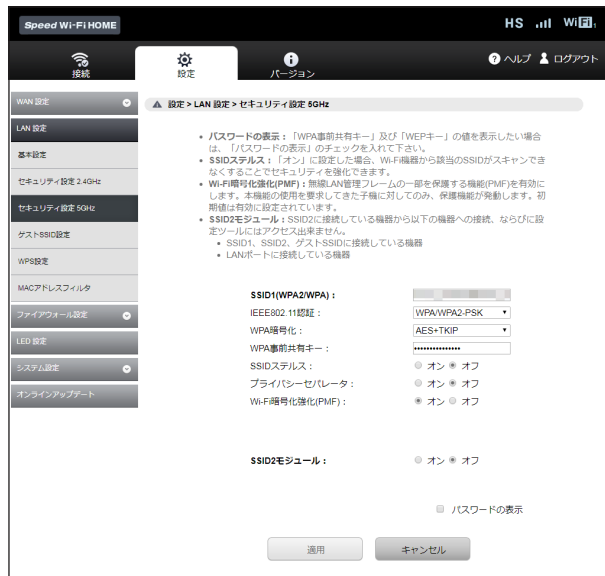 Speed Wi-Fi HOME
HS WiFi
接続
設定
バージョン
ヘルプ ログアウト
WAN 設定
LAN 設定
基本設定
セキュリティ設定 2.4GHz
セキュリティ設定 5GHz
ゲストSSID設定
WPS設定
MACアドレスフィルタ
ファイアウォール設定
LED 設定
システム設定
オンラインアップデート
設定 > LAN 設定 > セキュリティ設定 5GHz
• パスワードの表示：「WPA事前共有キー」及び「WEPキー」の値を表示したい場合
は、「パスワードの表示」のチェックを入れて下さい。
• SSIDステルス：「オン」に設定した場合、Wi-Fi機器から該当のSSIDがスキャンでき
なくすることでセキュリティを強化できます。
• Wi-Fi暗号化強化(PMF)：無線LAN管理フレームの一部を保護する機能(PMF)を有効に
します。本機能の使用を要求してきた子機に対してのみ、保護機能が発動します。初
期値は有効に設定されています。
• SSID2モジュール：SSID2に接続している機器から以下の機器への接続、ならびに設
定ツールにはアクセス出来ません。
• SSID1、SSID2、ゲストSSIDに接続している機器
• LANポートに接続している機器
SSID1(WPA2/WPA)：
IEEE802.11認証： WPA/WPA2-PSK
WPA暗号化： AES+TKIP
WPA事前共有キー： •••••••••••••••
SSIDステルス： オン オフ
プライバシーセパレータ： オン オフ
Wi-Fi暗号化強化(PMF)： オン オフ
SSID2モジュール： オン オフ
パスワードの表示
適用 キャンセル